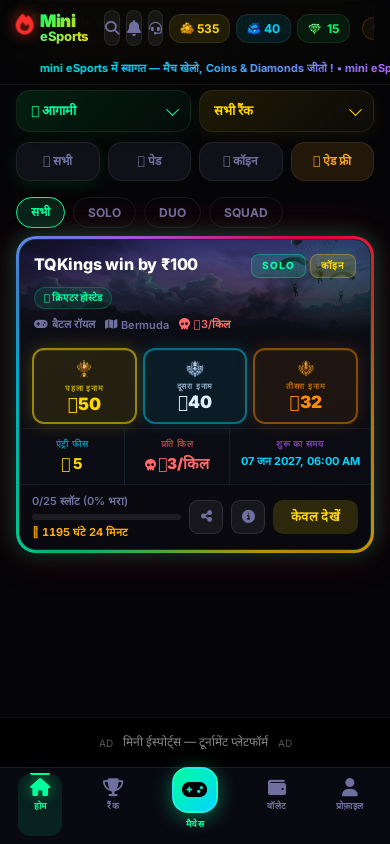 Mini
eSports
535
40
15
mini eSports में स्वागत — मैच खेलो, Coins & Diamonds जीतो ! • mini eSp
आगामी
सभी रैंक
सभी
पेड
कॉइन
ऐड फ्री
सभी
SOLO
DUO
SQUAD
TQKings win by ₹100
SOLO
कॉइन
क्रिएटर होस्टेड
बैटल रॉयल
Bermuda
3/किल
पहला इनाम
50
दूसरा इनाम
40
तीसरा इनाम
32
एंट्री फीस
5
प्रति किल
3/किल
शुरू का समय
07 जन 2027, 06:00 AM
0/25 स्लॉट (0% भरा)
1195 घंटे 24 मिनट
केवल देखें
AD मिनी ईस्पोर्ट्स — टूर्नामेंट प्लेटफॉर्म AD
होम
रैंक
मैचेस
वॉलेट
प्रोफ़ाइल